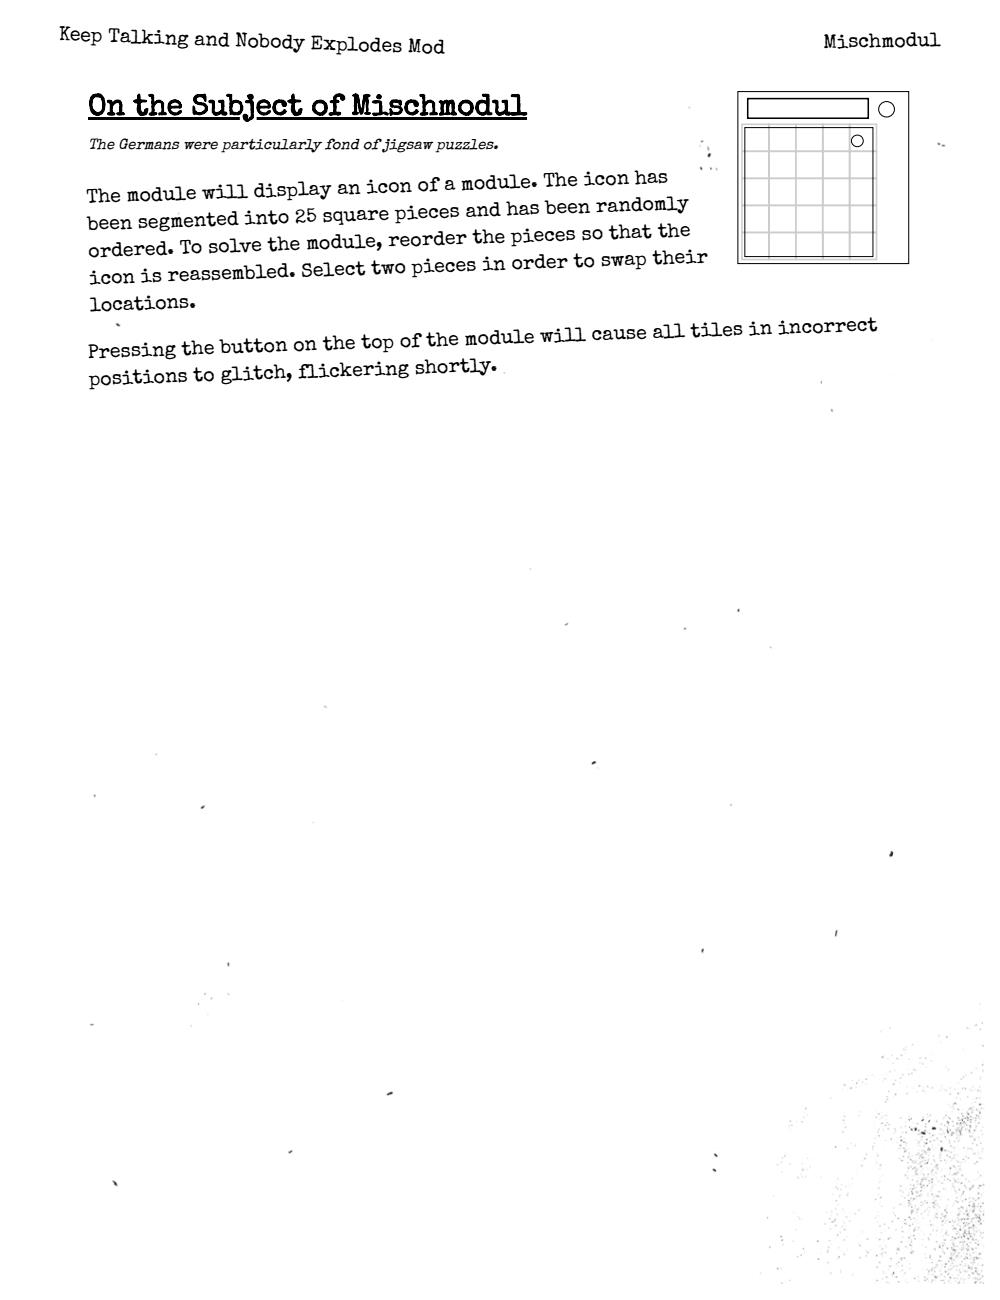 Keep Talking and Nobody Explodes Mod
Mischmodul
On the Subject of Mischmodul
The Germans were particularly fond of jigsaw puzzles.
The module will display an icon of a module. The icon has
been segmented into 25 square pieces and has been randomly
ordered. To solve the module, reorder the pieces so that the
icon is reassembled. Select two pieces in order to swap their
locations.
Pressing the button on the top of the module will cause all tiles in incorrect
positions to glitch, flickering shortly.